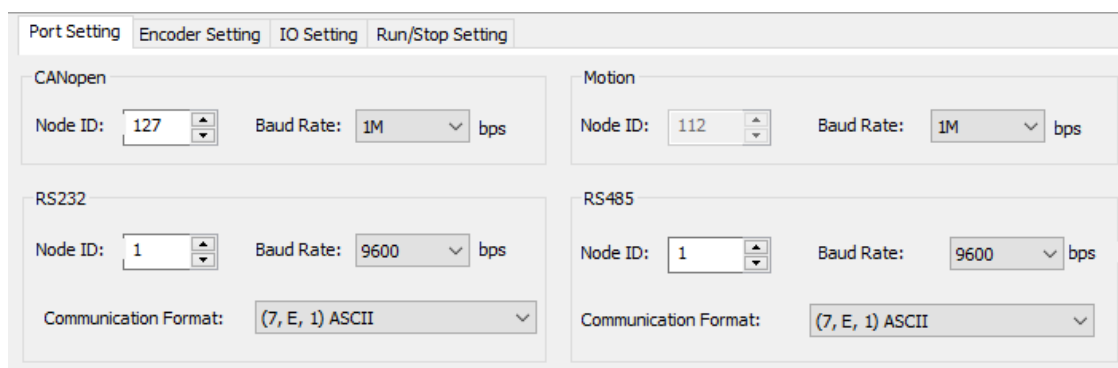 Port Setting Encoder Setting IO Setting Run/Stop Setting
CANopen
Node ID: 127 Baud Rate: 1M bps
Motion
Node ID: 112 Baud Rate: 1M bps
RS232
Node ID: 1 Baud Rate: 9600 bps
Communication Format: (7, E, 1) ASCII
RS485
Node ID: 1 Baud Rate: 9600 bps
Communication Format: (7, E, 1) ASCII